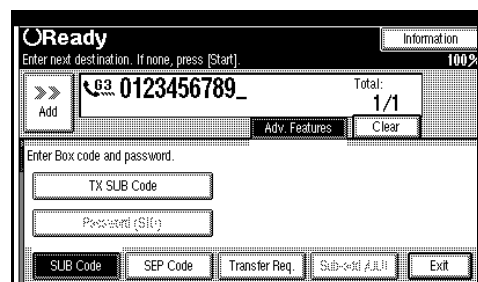 Ready
Information
Enter next destination. If none, press [Start].
100%
Add
G3 0123456789_
Total:
1/1
Adv. Features
Clear
Enter Box code and password.
TX SUB Code
Password (SID)
SUB Code
SEP Code
Transfer Req.
Exit